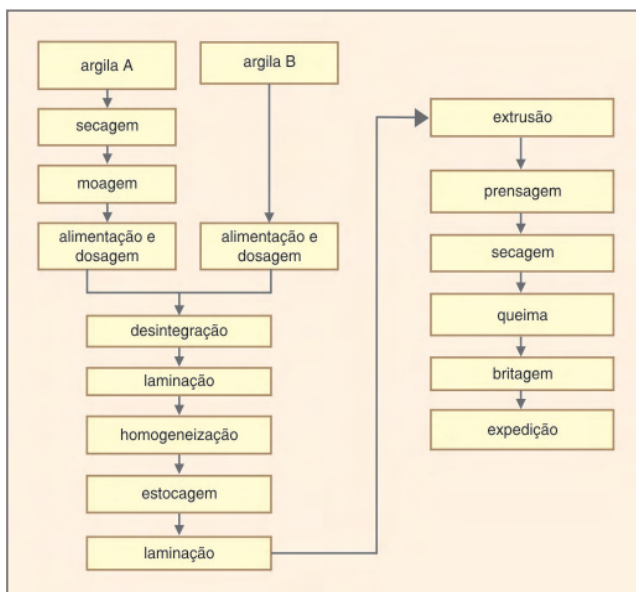 argila A
argila B
secagem
moagem
alimentação e
dosagem
alimentação e
dosagem
desintegração
laminação
homogeneização
estocagem
laminação
extrusão
prensagem
secagem
queima
britagem
expedição